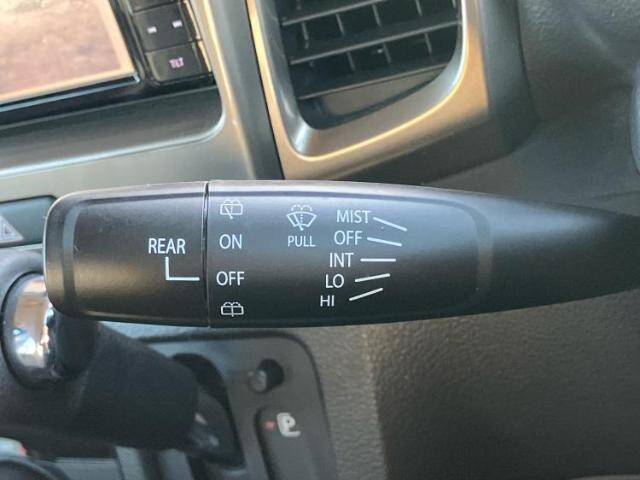 TILT
REAR
ON
OFF
PULL
MIST
OFF
INT
LO
HI
P